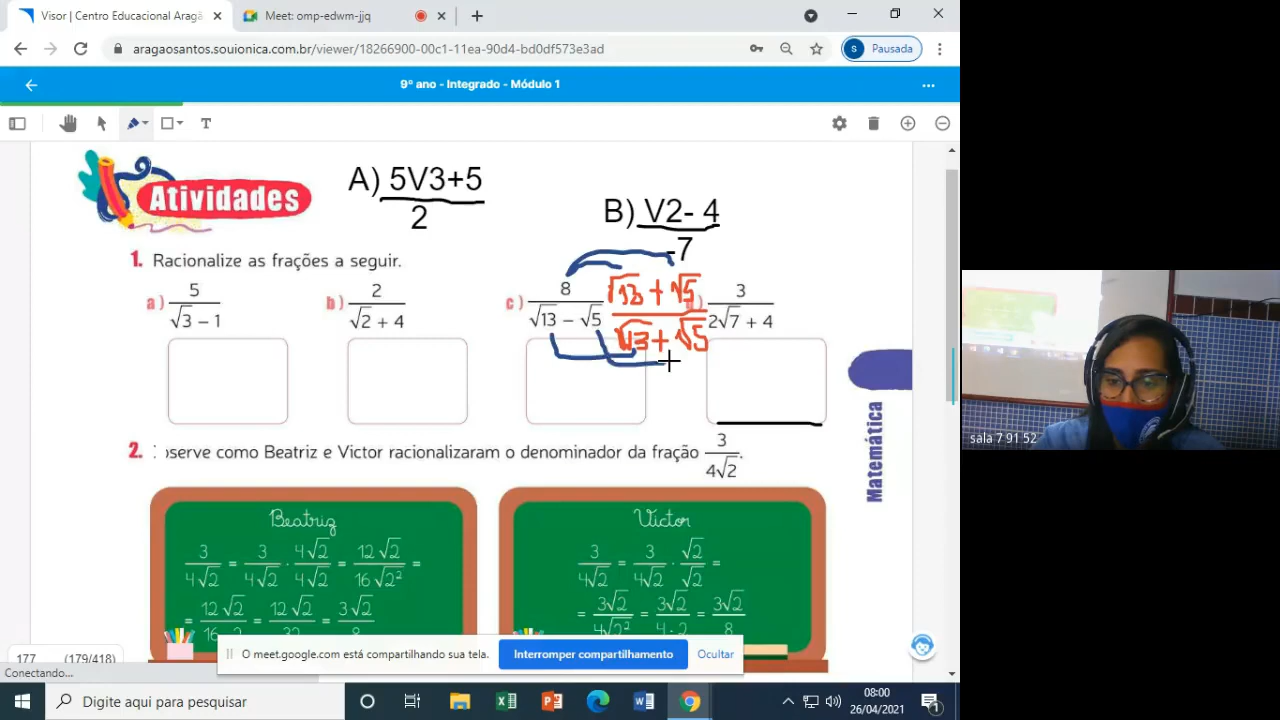 Visor | Centro Educacional Aragã
Meet: omp-edwm-jjq
aragaosantos.souionica.com.br/viewer/18266900-00c1-11ea-90d4-bd0df573e3ad
S Pausada
9º ano - Integrado - Módulo 1
T
Atividades
A) 5V3+5
2
B) V2- 4
-7
1. Racionalize as frações a seguir.
a) 5/(√3 – 1)
b) 2/(√2 + 4)
c) 8/(√13 – √5)
√13 + √5
√13 + √5
3/(2√7 + 4)
2. serve como Beatriz e Victor racionalizaram o denominador da fração 3/(4√2).
Matemática
Beatriz
3/(4√2) = 3/(4√2) · 4√2/(4√2) = 12√2/(16√2²) =
= 12√2/(16 · 2) = 12√2/32 = 3√2/8
Victor
3/(4√2) = 3/(4√2) · √2/√2 =
= 3√2/(4√2²) = 3√2/(4 · 2) = 3√2/8
sala 7 91 52
177 (179/418)
Conectando...
O meet.google.com está compartilhando sua tela.
Interromper compartilhamento
Ocultar
Digite aqui para pesquisar
08:00
26/04/2021
1